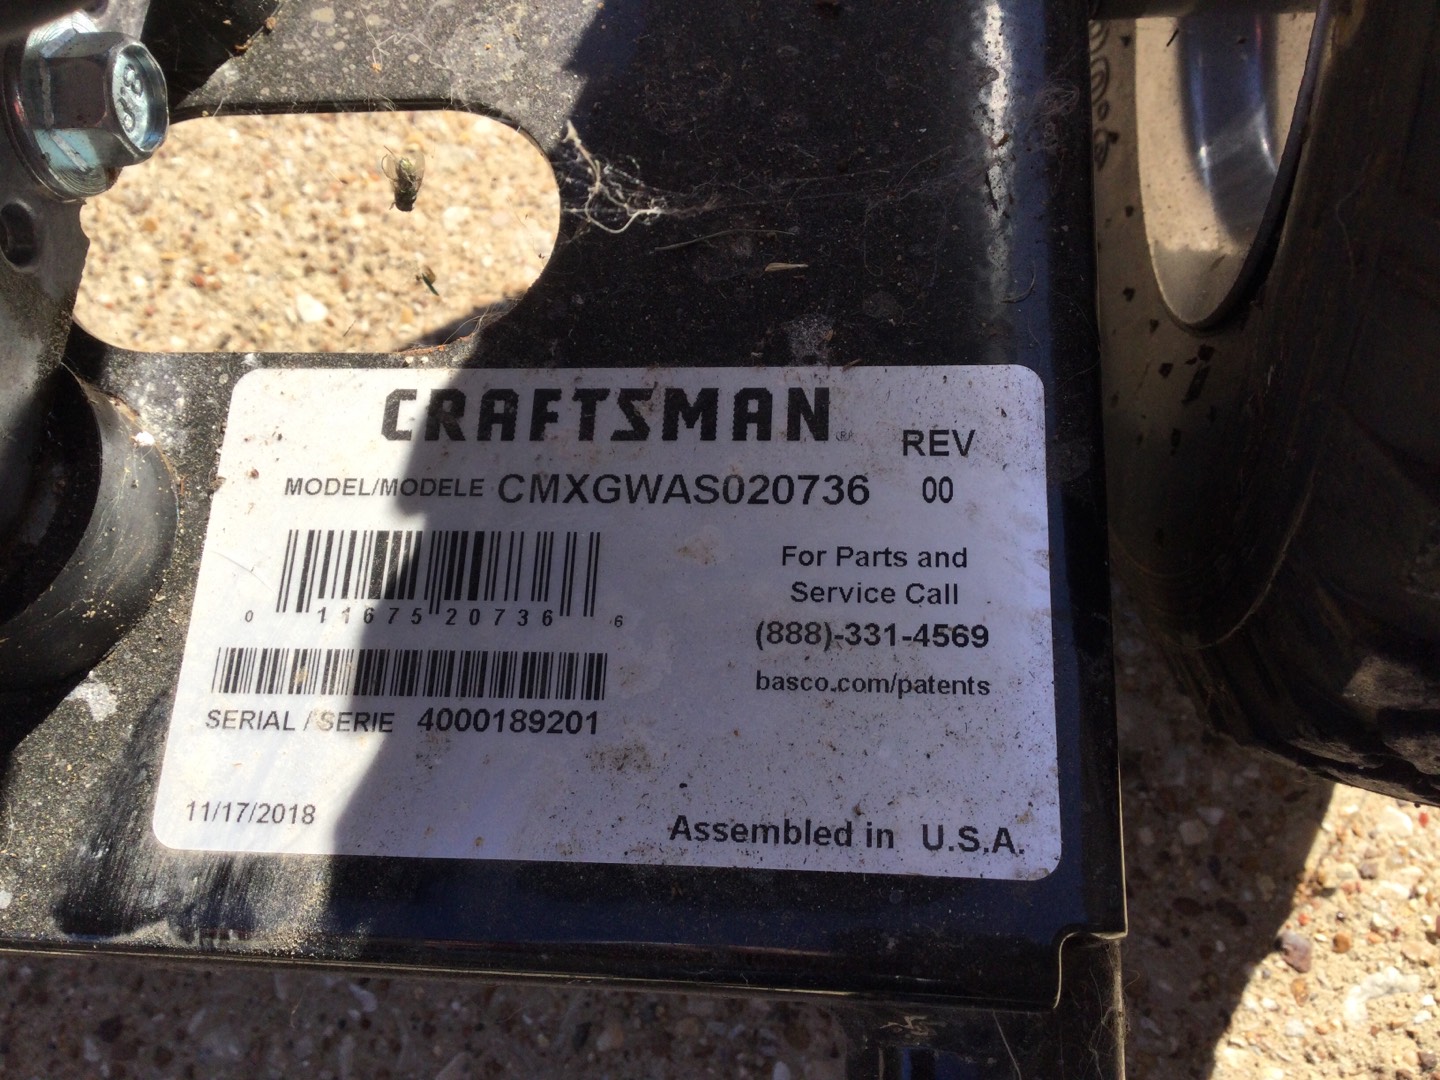 CRAFTSMAN
REV
MODEL/MODELE CMXGWAS020736 00
For Parts and
Service Call
0 11675 20736 6
(888)-331-4569
basco.com/patents
SERIAL / SERIE 4000189201
11/17/2018
Assembled in U.S.A.